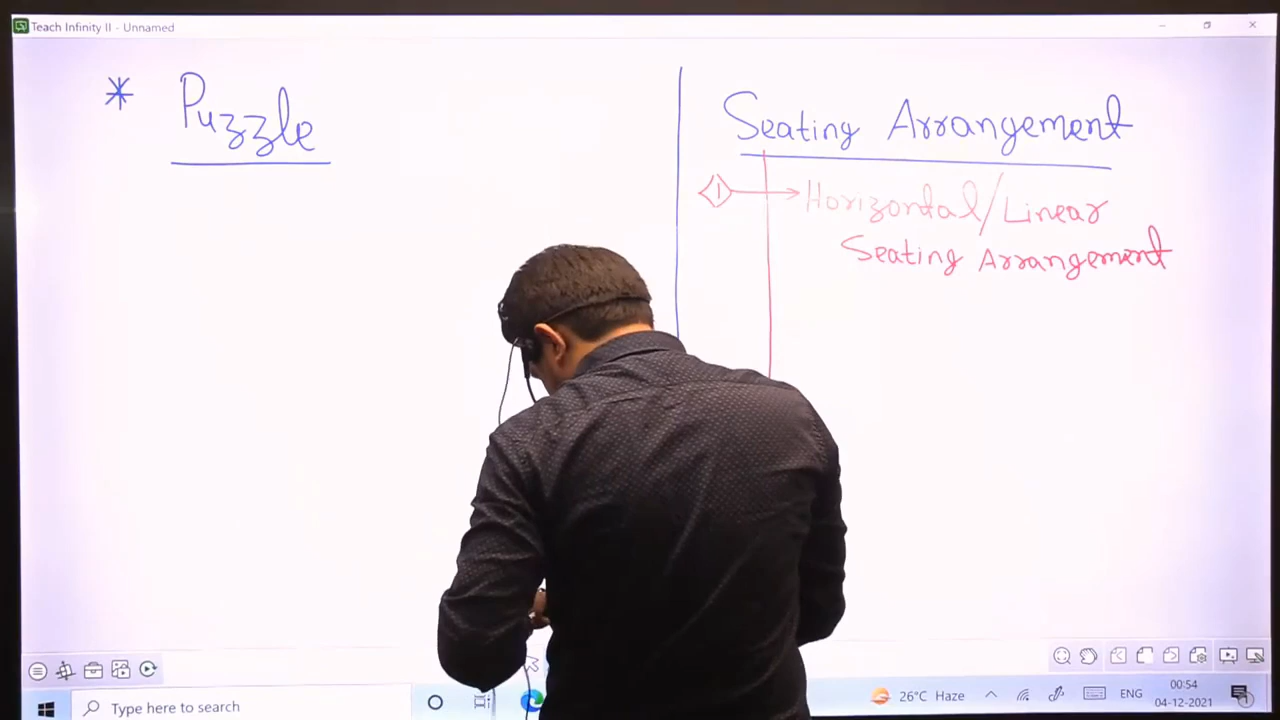 Teach Infinity II - Unnamed
* Puzzle
Seating Arrangement
1 → Horizontal/Linear
Seating Arrangement
Type here to search
26°C Haze
ENG
00:54
04-12-2021